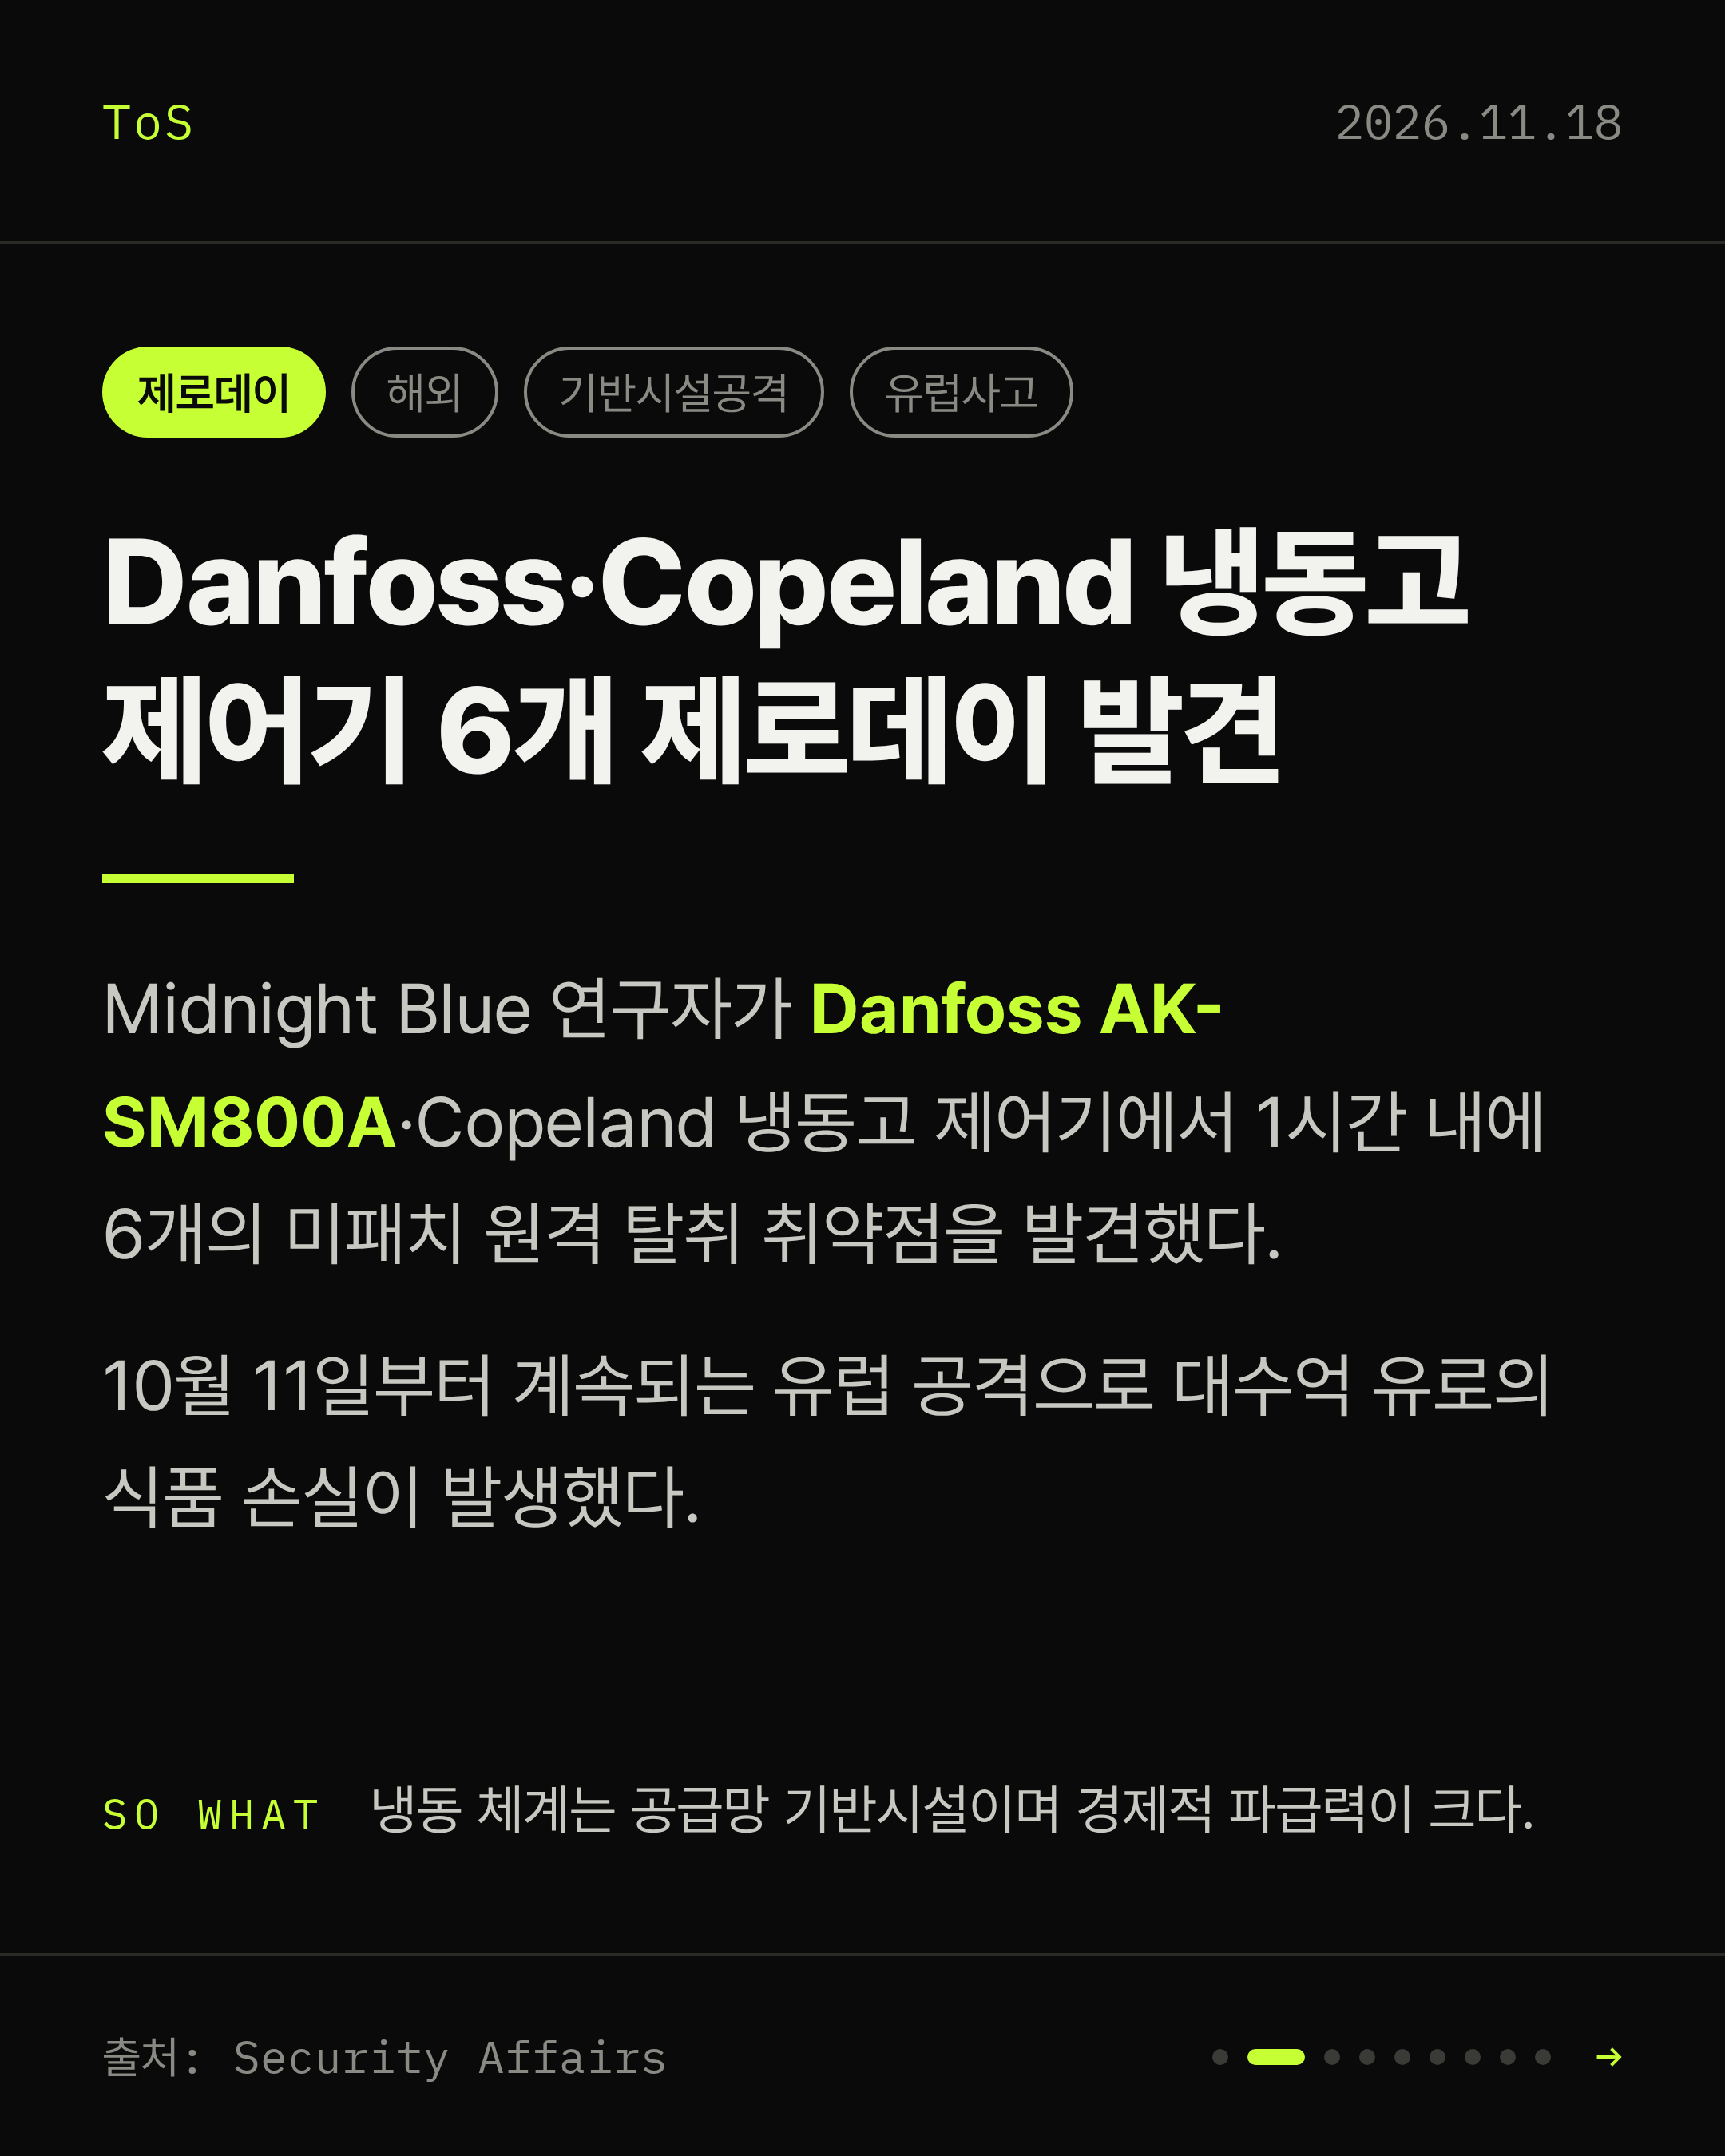 ToS
2026.11.18
제로데이
해외
기반시설공격
유럽사고
Danfoss·Copeland 냉동고
제어기 6개 제로데이 발견
Midnight Blue 연구자가 Danfoss AK-
SM800A·Copeland 냉동고 제어기에서 1시간 내에
6개의 미패치 원격 탈취 취약점을 발견했다.
10월 11일부터 계속되는 유럽 공격으로 대수억 유로의
식품 손실이 발생했다.
SO WHAT 냉동 체계는 공급망 기반시설이며 경제적 파급력이 크다.
출처: Security Affairs
→